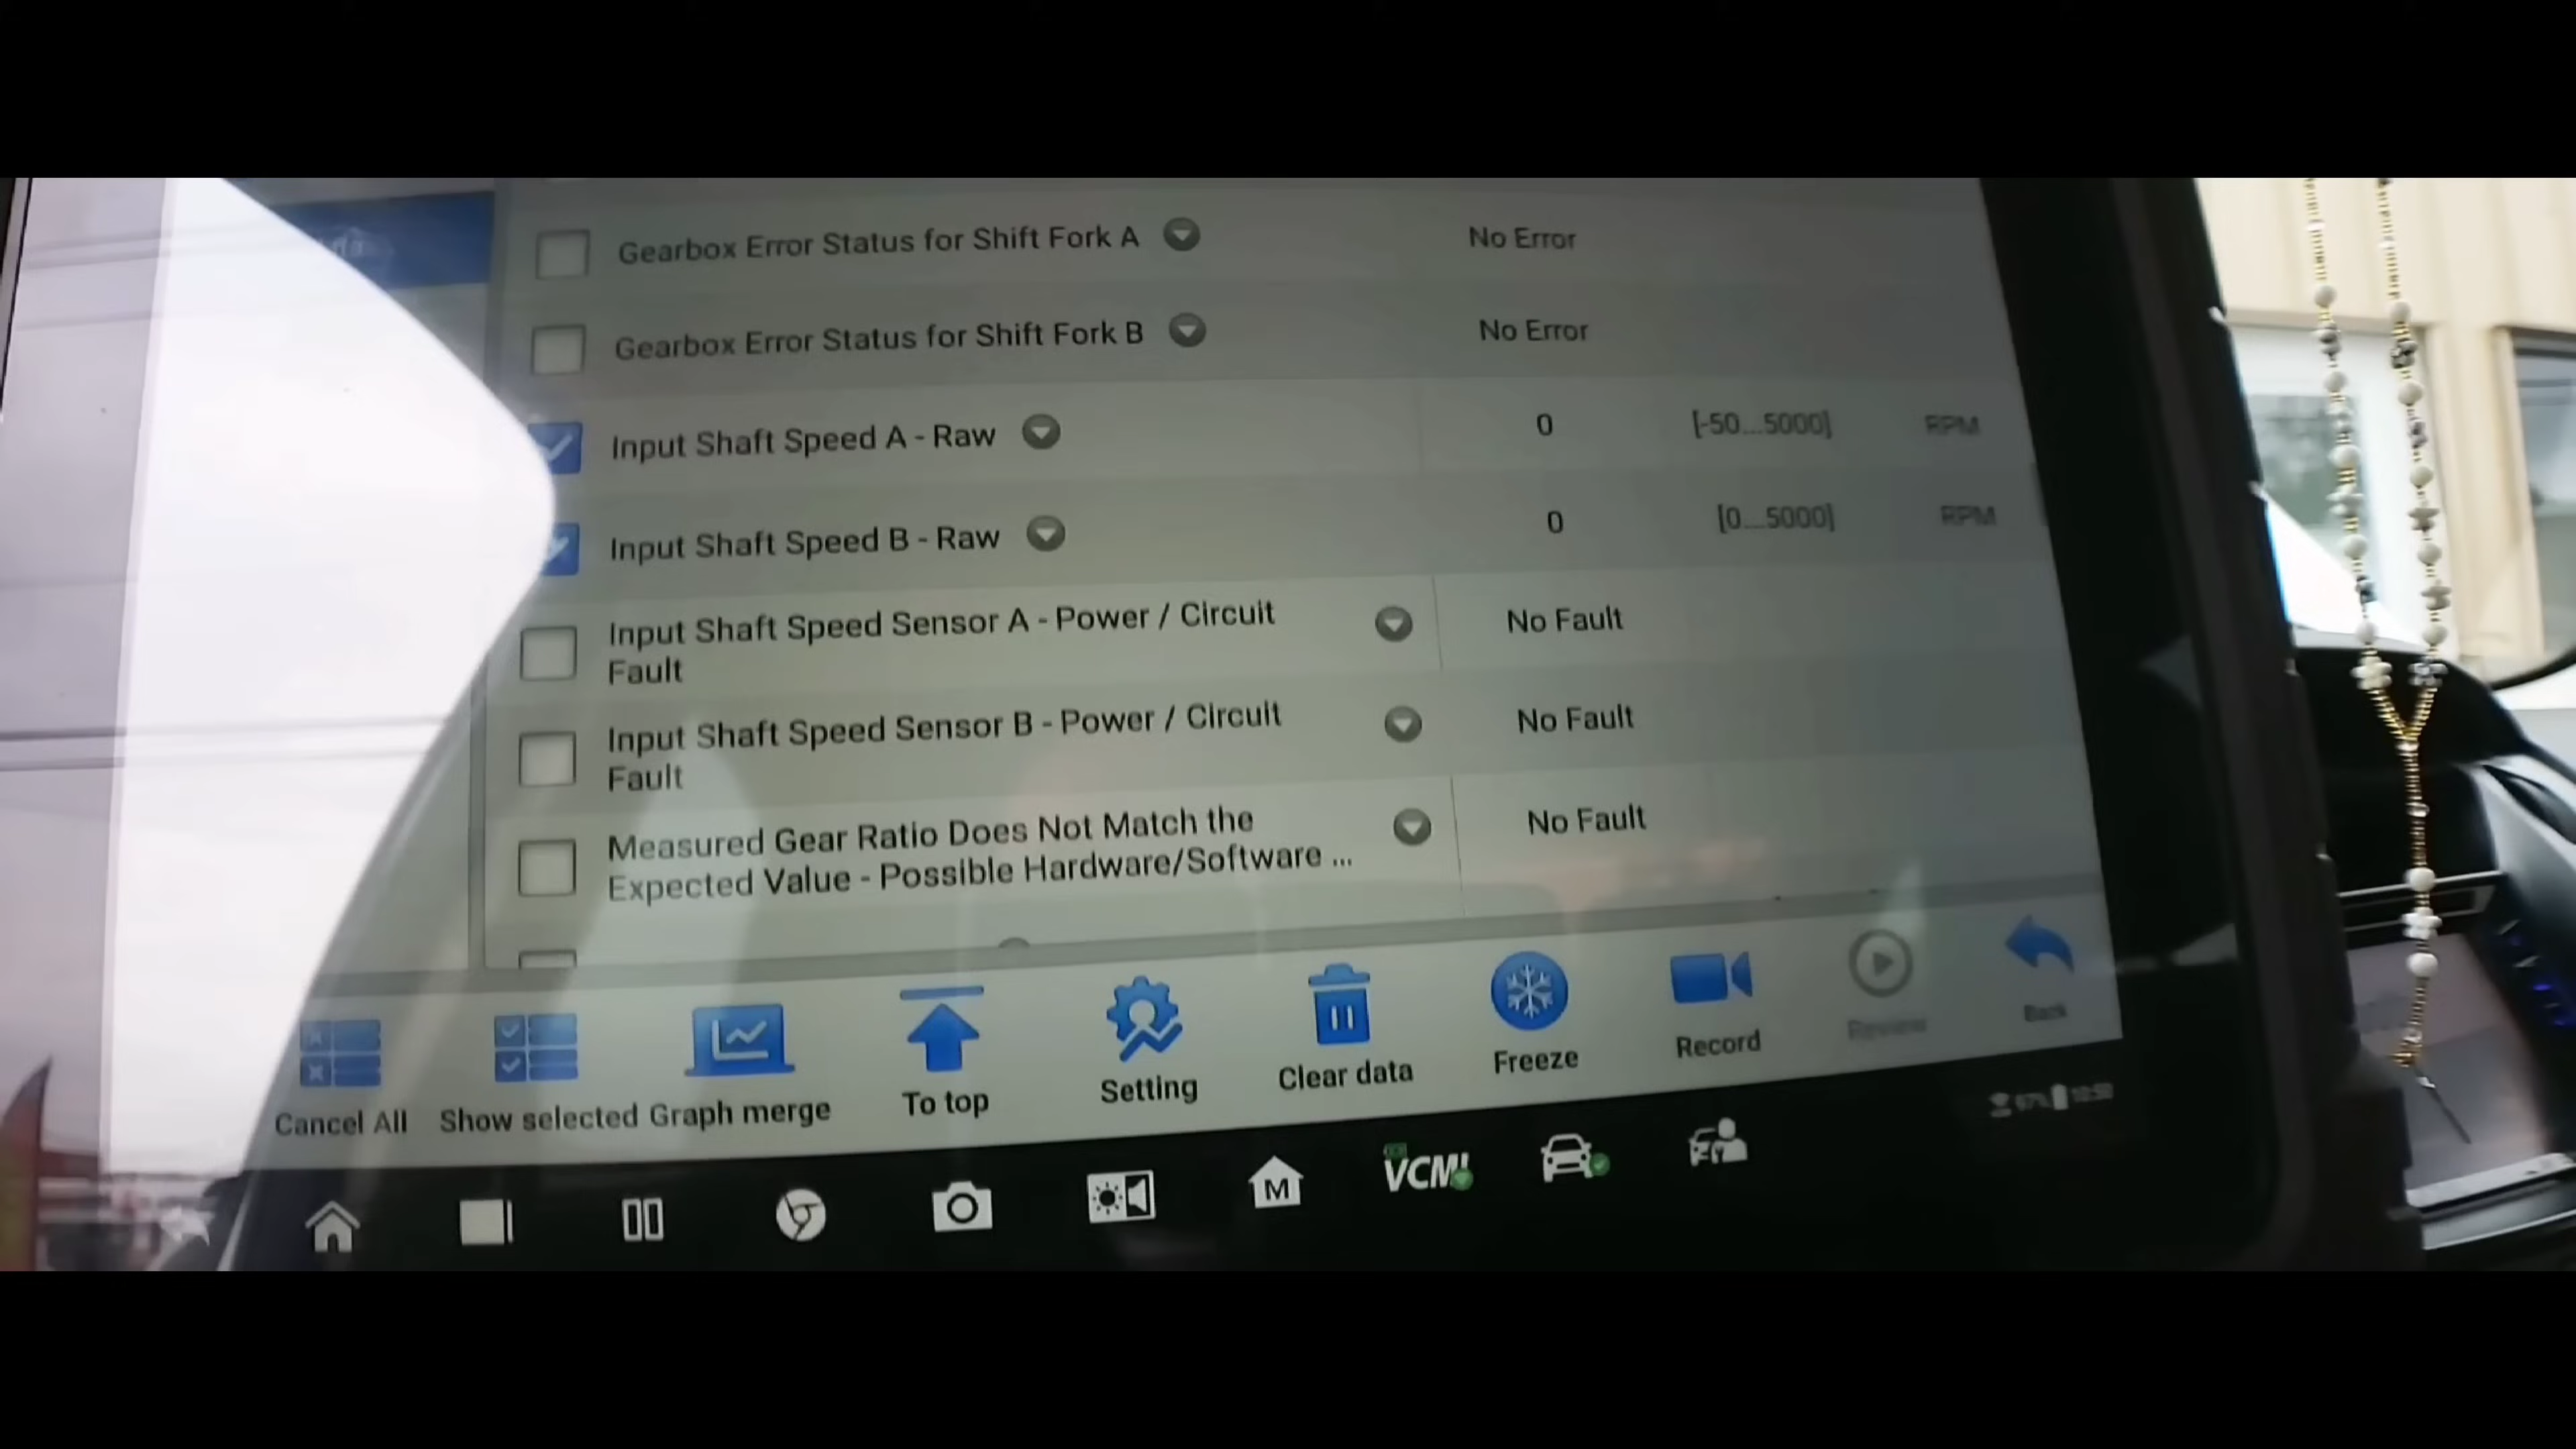 Gearbox Error Status for Shift Fork A No Error
Gearbox Error Status for Shift Fork B No Error
Input Shaft Speed A - Raw 0 [-50...5000] RPM
Input Shaft Speed B - Raw 0 [0...5000] RPM
Input Shaft Speed Sensor A - Power / Circuit
Fault
No Fault
Input Shaft Speed Sensor B - Power / Circuit
Fault
No Fault
Measured Gear Ratio Does Not Match the
Expected Value - Possible Hardware/Software ...
No Fault
Cancel All
Show selected
Graph merge
To top
Setting
Clear data
Freeze
Record
Review
Back
M
VCMI